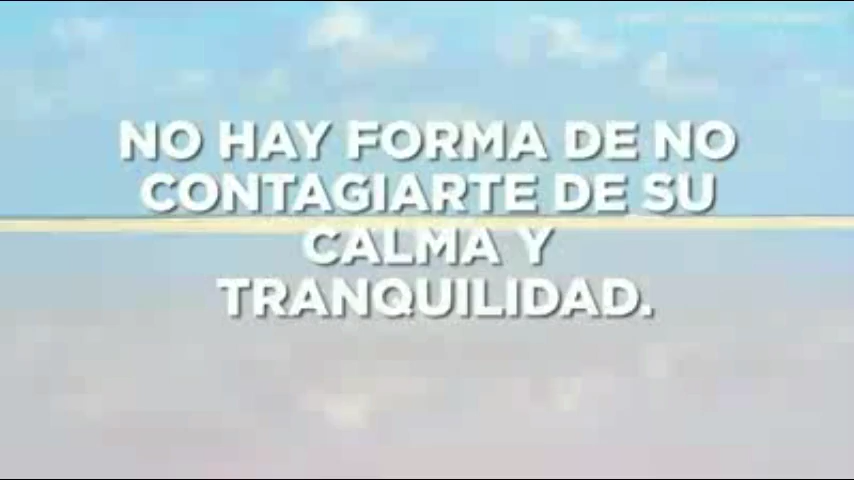 NO HAY FORMA DE NO
CONTAGIARTE DE SU
CALMA Y
TRANQUILIDAD.